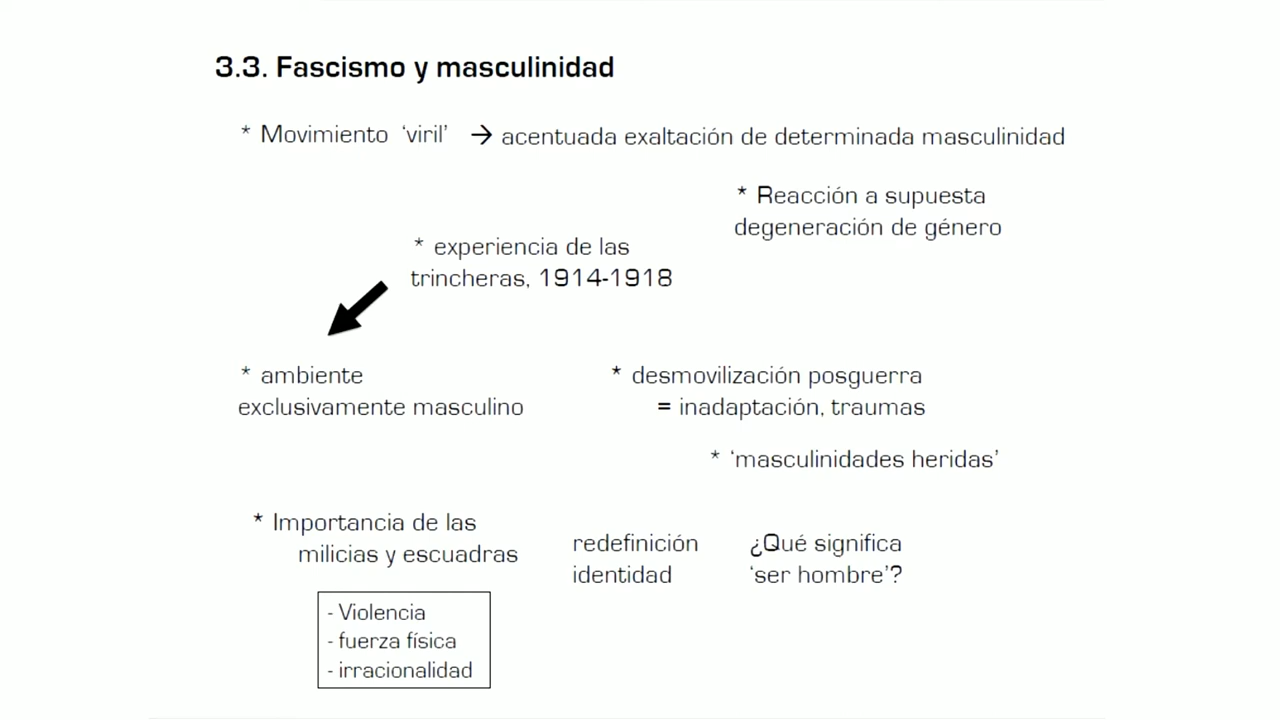 3.3. Fascismo y masculinidad
* Movimiento ‘viril’ → acentuada exaltación de determinada masculinidad
* Reacción a supuesta
degeneración de género
* experiencia de las
trincheras, 1914-1918
* ambiente
exclusivamente masculino
* desmovilización posguerra
= inadaptación, traumas
* ‘masculinidades heridas’
* Importancia de las
milicias y escuadras
redefinición
identidad
¿Qué significa
‘ser hombre’?
- Violencia
- fuerza física
- irracionalidad